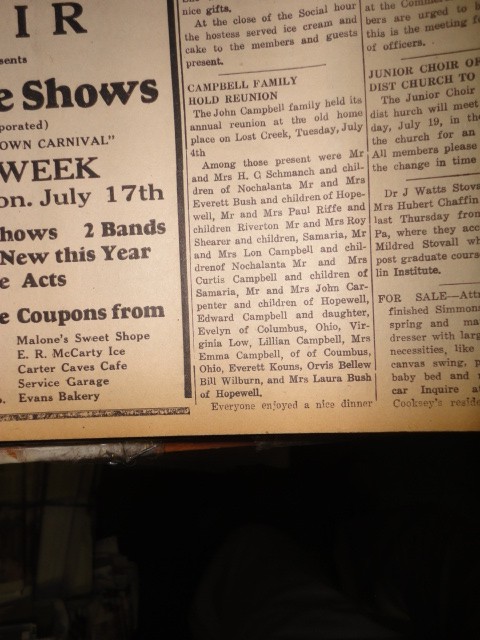 I R
sents
e Shows
porated)
OWN CARNIVAL"
WEEK
on. July 17th
hows 2 Bands
New this Year
e Acts
e Coupons from
Malone's Sweet Shope
E. R. McCarty Ice
Carter Caves Cafe
Service Garage
o. Evans Bakery
nice gifts.
At the close of the Social hour
the hostess served ice cream and
cake to the members and guests
present.
CAMPBELL FAMILY
HOLD REUNION
The John Campbell family held its
annual reunion at the old home
place on Lost Creek, Tuesday, July
4th
Among those present were Mr
and Mrs H. C Schmanch and chil-
dren of Nochalanta Mr and Mrs
Everett Bush and children of Hope-
well, Mr and Mrs Paul Riffe and
children Riverton Mr and Mrs Roy
Shearer and children, Samaria, Mr
and Mrs Lon Campbell and chil-
drenof Nochalanta Mr and Mrs
Curtis Campbell and children of
Samaria, Mr and Mrs John Car-
penter and children of Hopewell,
Edward Campbell and daughter,
Evelyn of Columbus, Ohio, Vir-
ginia Low, Lillian Campbell, Mrs
Emma Campbell, of of Coumbus,
Ohio, Everett Kouns, Orvis Bellew
Bill Wilburn, and Mrs Laura Bush
of Hopewell,
Everyone enjoyed a nice dinner
at the Comm
bers are urged to b
this is the meeting f
of officers.
JUNIOR CHOIR OF
DIST CHURCH TO
The Junior Choir
dist hurch will meet
day, July 19, in the
the church for an
All members please
the change in time
Dr J Watts Stova
Mrs Hubert Chaffin
last Thursday from
Pa, where they acc
Mildred Stovall wh
post graduate cours
lin Institute.
FOR SALE—Att
finished Simmons
spring and ma
dresser with larg
necessities, like
canvas swing, p
baby bed and
car Inquire a
Cooksey's reside